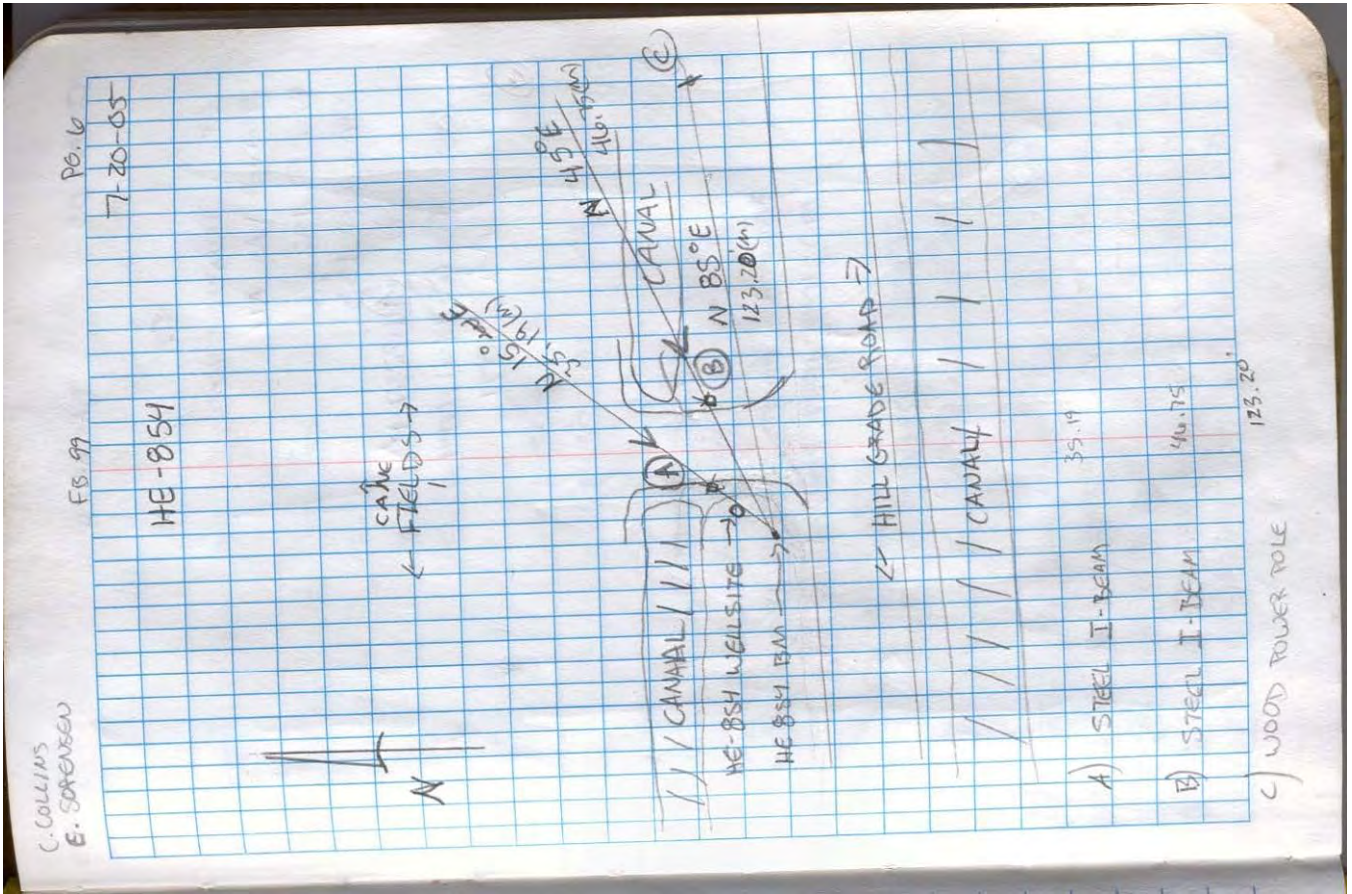 C. COLLINS
E. SORENSEN
FB 99
PG. 6
7-20-05
HE-854
CANE
← FIELDS →
N
N 15° E
35.19(m)
N 45° E
46.75(m)
CANAL
CANAL
A
B
C
N 85° E
123.20(m)
HE-854 WELL SITE →
HE 854 BM →
← HILL GRADE ROAD →
CANAL
A) STEEL I-BEAM 35.19
B) STEEL I-BEAM 46.75
C) WOOD POWER POLE 123.20